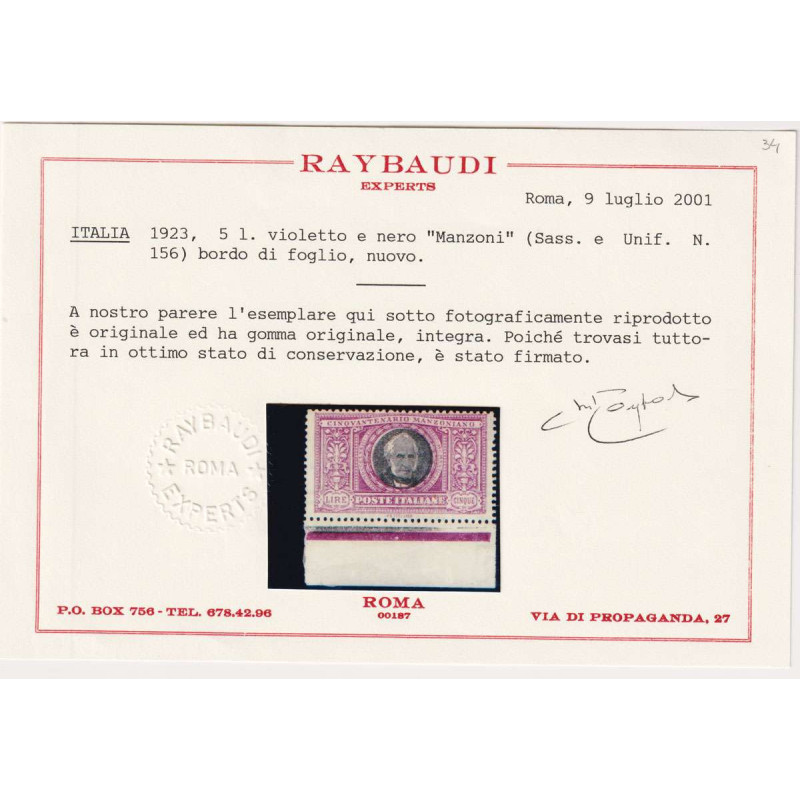 34
RAYBAUDI
EXPERTS
Roma, 9 luglio 2001
ITALIA 1923, 5 l. violetto e nero "Manzoni" (Sass. e Unif. N.
156) bordo di foglio, nuovo.
A nostro parere l'esemplare qui sotto fotograficamente riprodotto
è originale ed ha gomma originale, integra. Poiché trovasi tutto-
ra in ottimo stato di conservazione, è stato firmato.
RAYBAUDI
ROMA
EXPERTS
CINQVANTENARIO MANZONIANO
LIRE POSTE ITALIANE CINQUE
ROMA
00187
P.O. BOX 756 - TEL. 678.42.96
VIA DI PROPAGANDA, 27